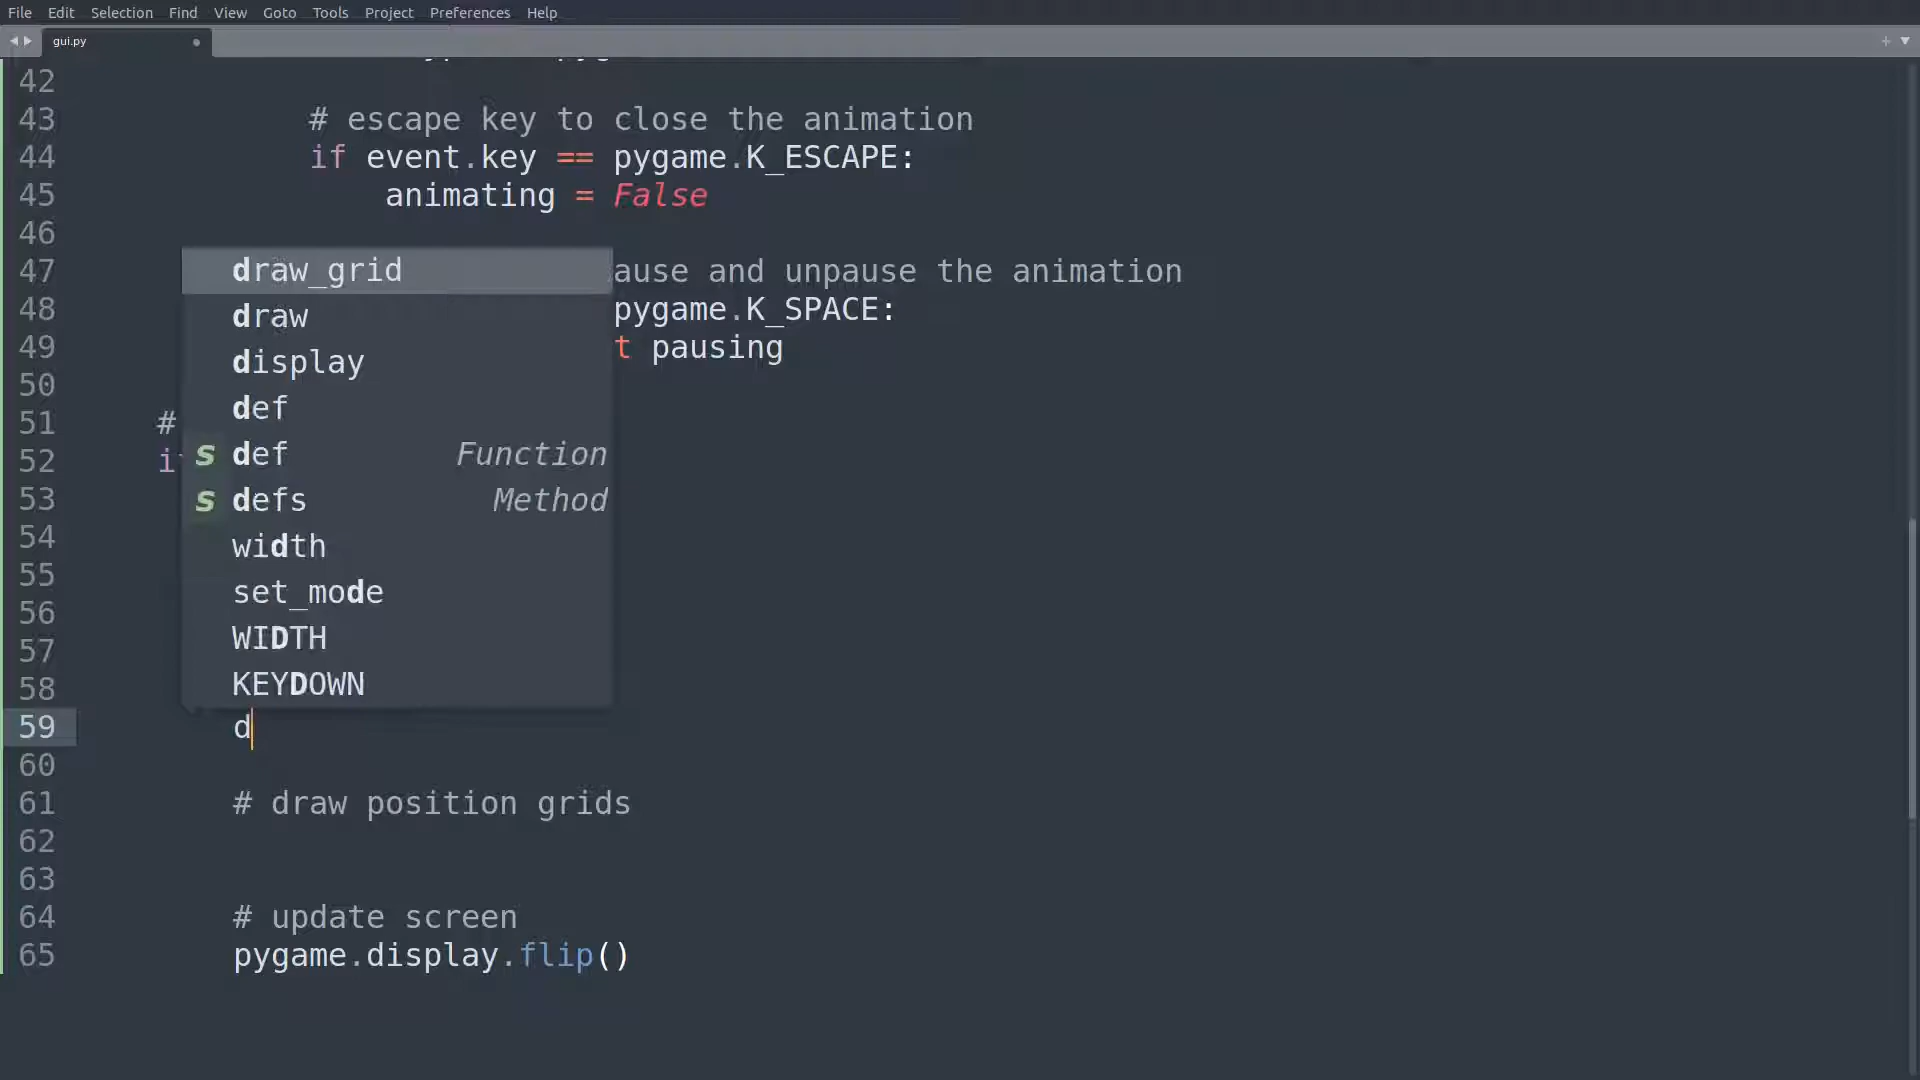 File Edit Selection Find View Goto Tools Project Preferences Help
gui.py
42
43 # escape key to close the animation
44 if event.key == pygame.K_ESCAPE:
45 animating = False
46
47 ause and unpause the animation
48 pygame.K_SPACE:
49 t pausing
50
51 #
52 i
53
54
55
56
57
58
draw_grid
draw
display
def
s def Function
s defs Method
width
set_mode
WIDTH
KEYDOWN
59 d
60
61 # draw position grids
62
63
64 # update screen
65 pygame.display.flip()